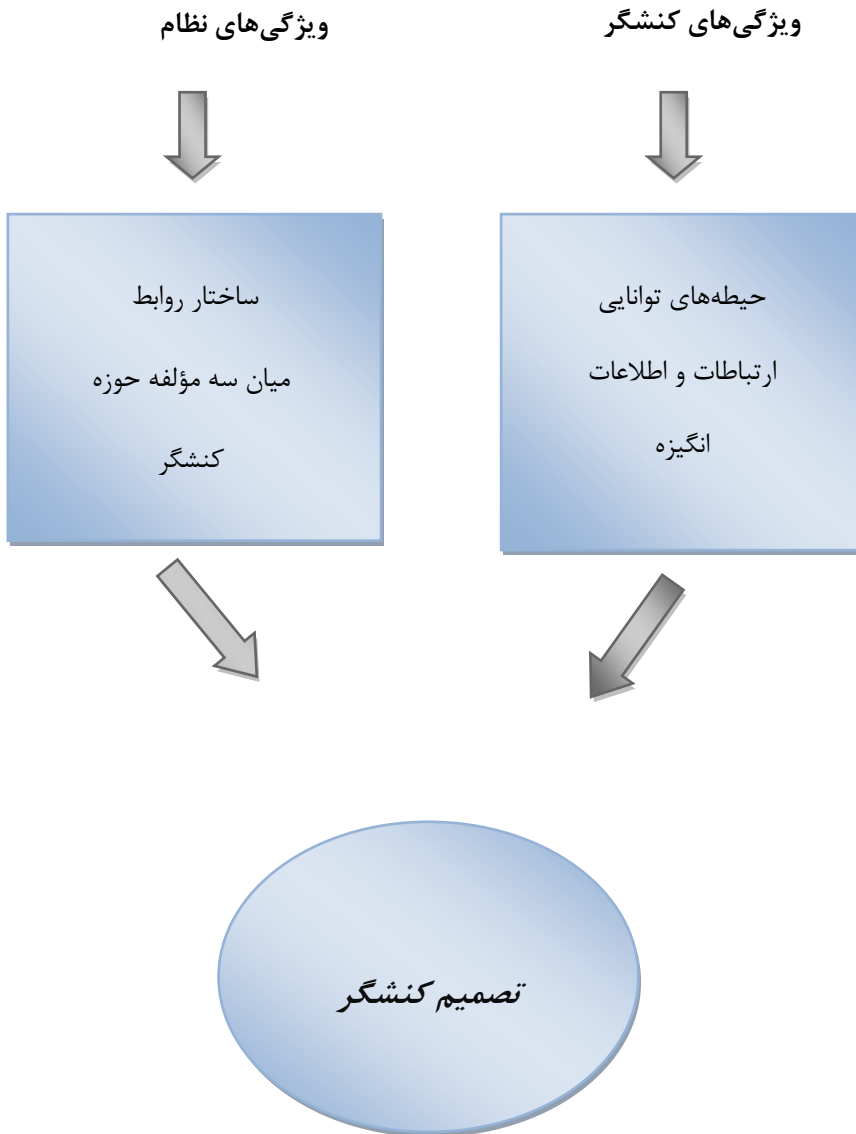 ویژگی‌های کنشگر
ویژگی‌های نظام
حیطه‌های توانایی
ارتباطات و اطلاعات
انگیزه
ساختار روابط
میان سه مؤلفه حوزه
کنشگر
تصمیم کنشگر